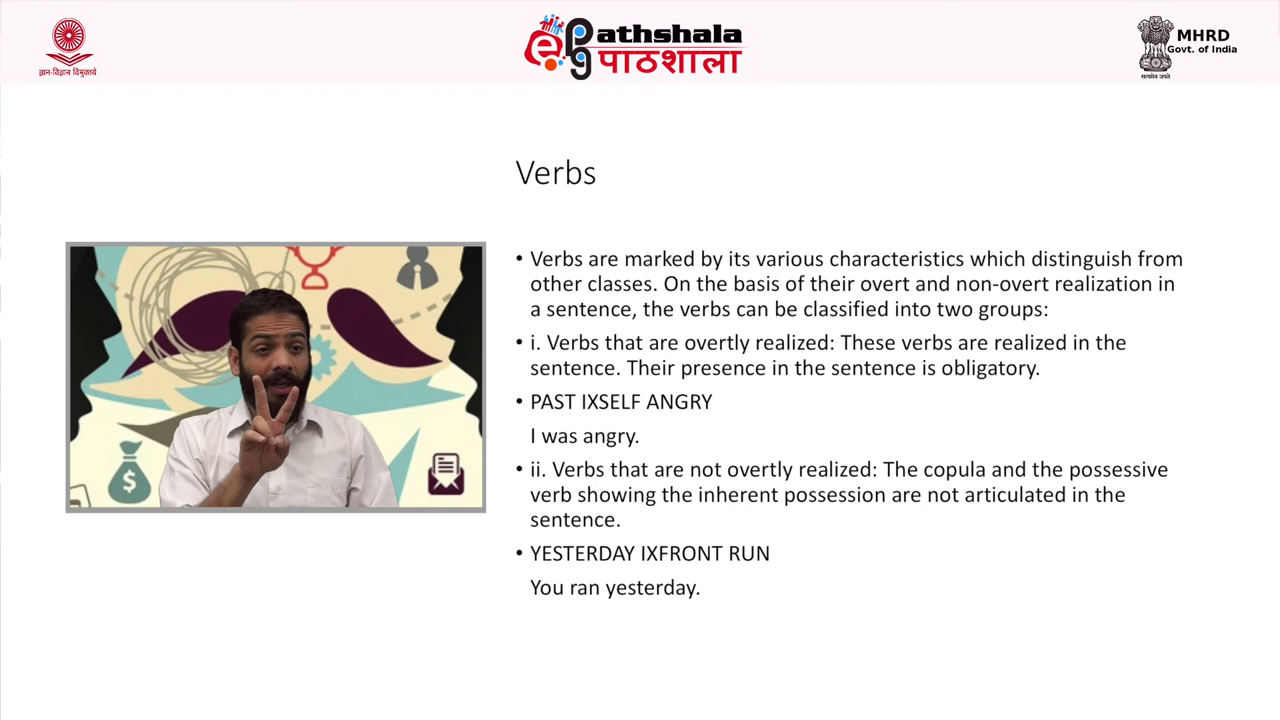 ज्ञान-विज्ञान विमुक्तये
e pg athshala
पाठशाला
MHRD
Govt. of India
सत्यमेव जयते
Verbs
• Verbs are marked by its various characteristics which distinguish from
other classes. On the basis of their overt and non-overt realization in
a sentence, the verbs can be classified into two groups:
• i. Verbs that are overtly realized: These verbs are realized in the
sentence. Their presence in the sentence is obligatory.
• PAST IXSELF ANGRY
I was angry.
• ii. Verbs that are not overtly realized: The copula and the possessive
verb showing the inherent possession are not articulated in the
sentence.
• YESTERDAY IXFRONT RUN
You ran yesterday.